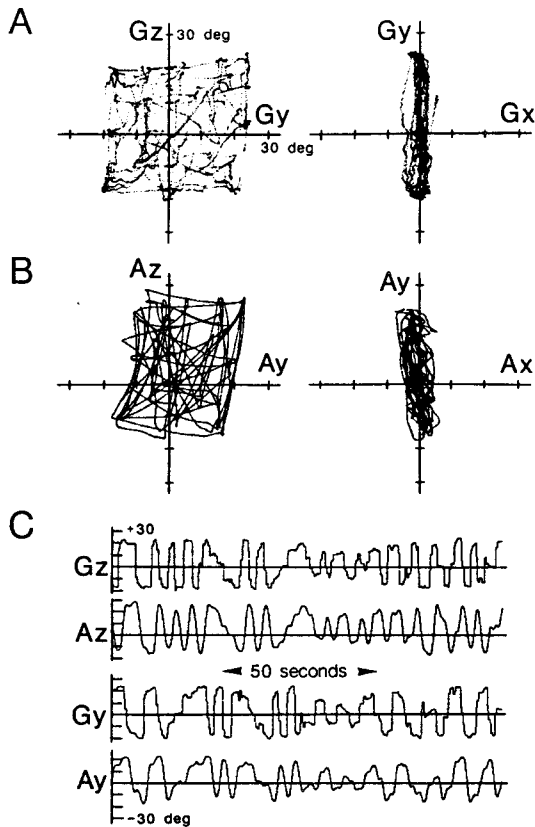 A
Gz 30 deg
Gy
30 deg
Gy
Gx
B
Az
Ay
Ay
Ax
C
+30
Gz
Az
50 seconds
Gy
Ay
-30 deg